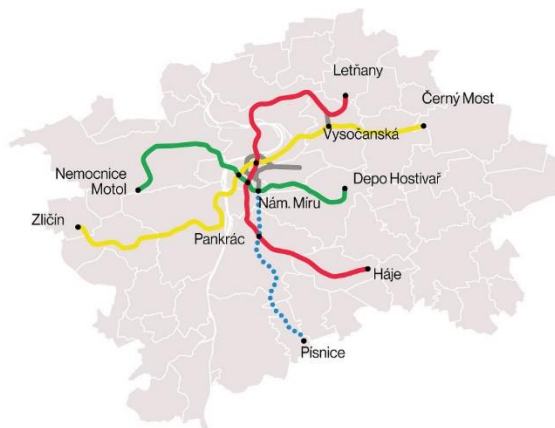 Letňany
Černý Most
Vysočanská
Nemocnice
Motol
Depo Hostivař
Nám. Míru
Zličín
Pankrác
Háje
Písnice